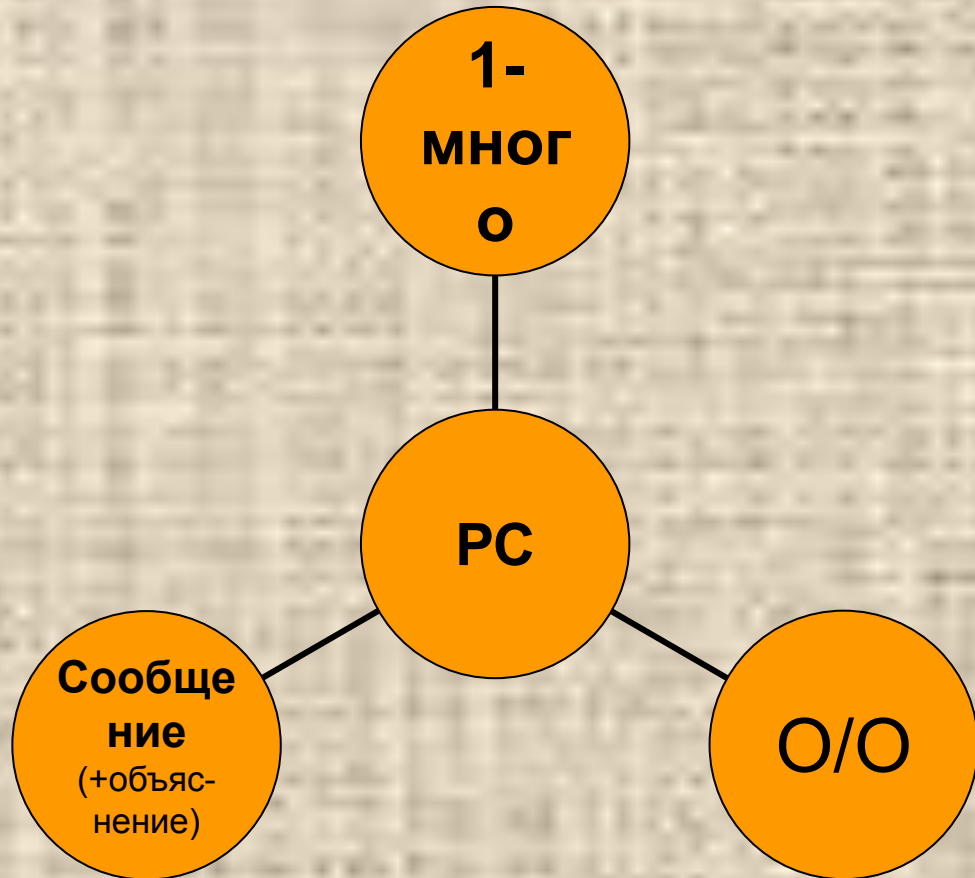 1-
мног
о
РС
Сообще
ние
(+объяс-
нение)
О/О